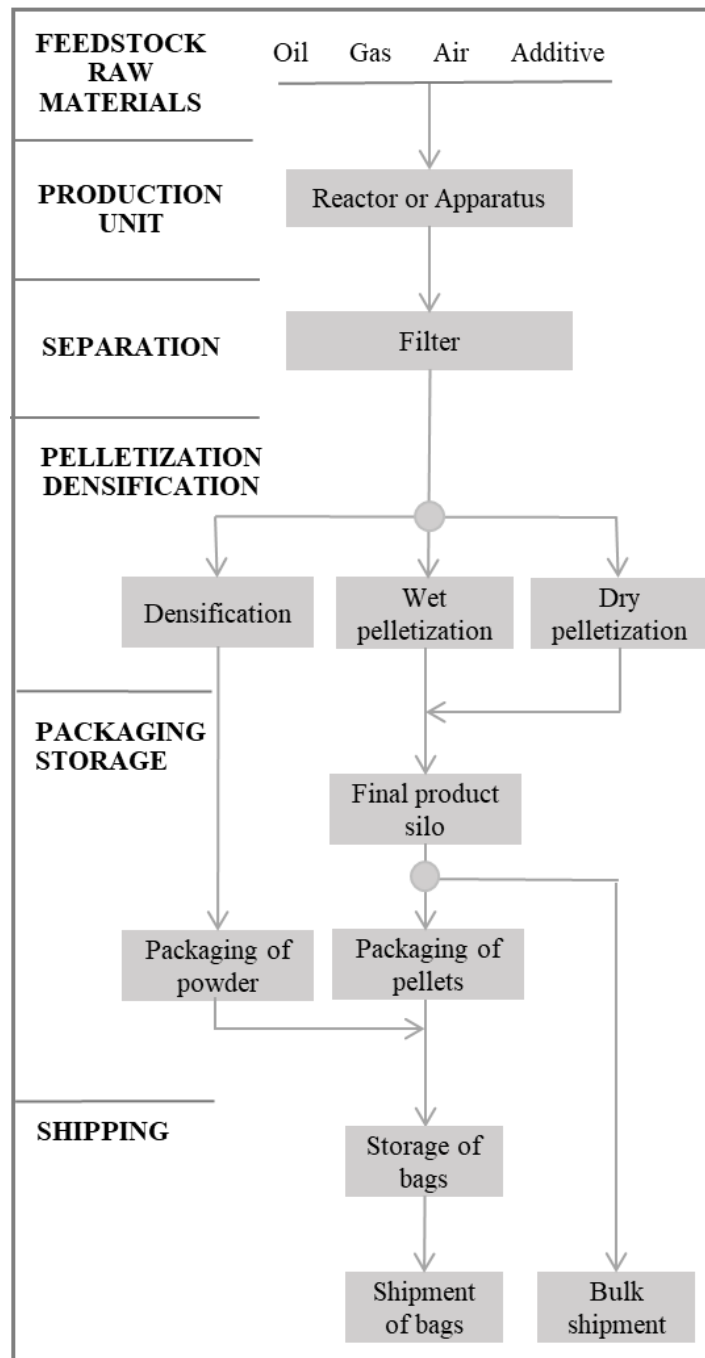 FEEDSTOCK
RAW
MATERIALS
Oil Gas Air Additive
PRODUCTION
UNIT
Reactor or Apparatus
SEPARATION
Filter
PELLETIZATION
DENSIFICATION
Densification
Wet
pelletization
Dry
pelletization
PACKAGING
STORAGE
Final product
silo
Packaging of
powder
Packaging of
pellets
SHIPPING
Storage of
bags
Shipment
of bags
Bulk
shipment